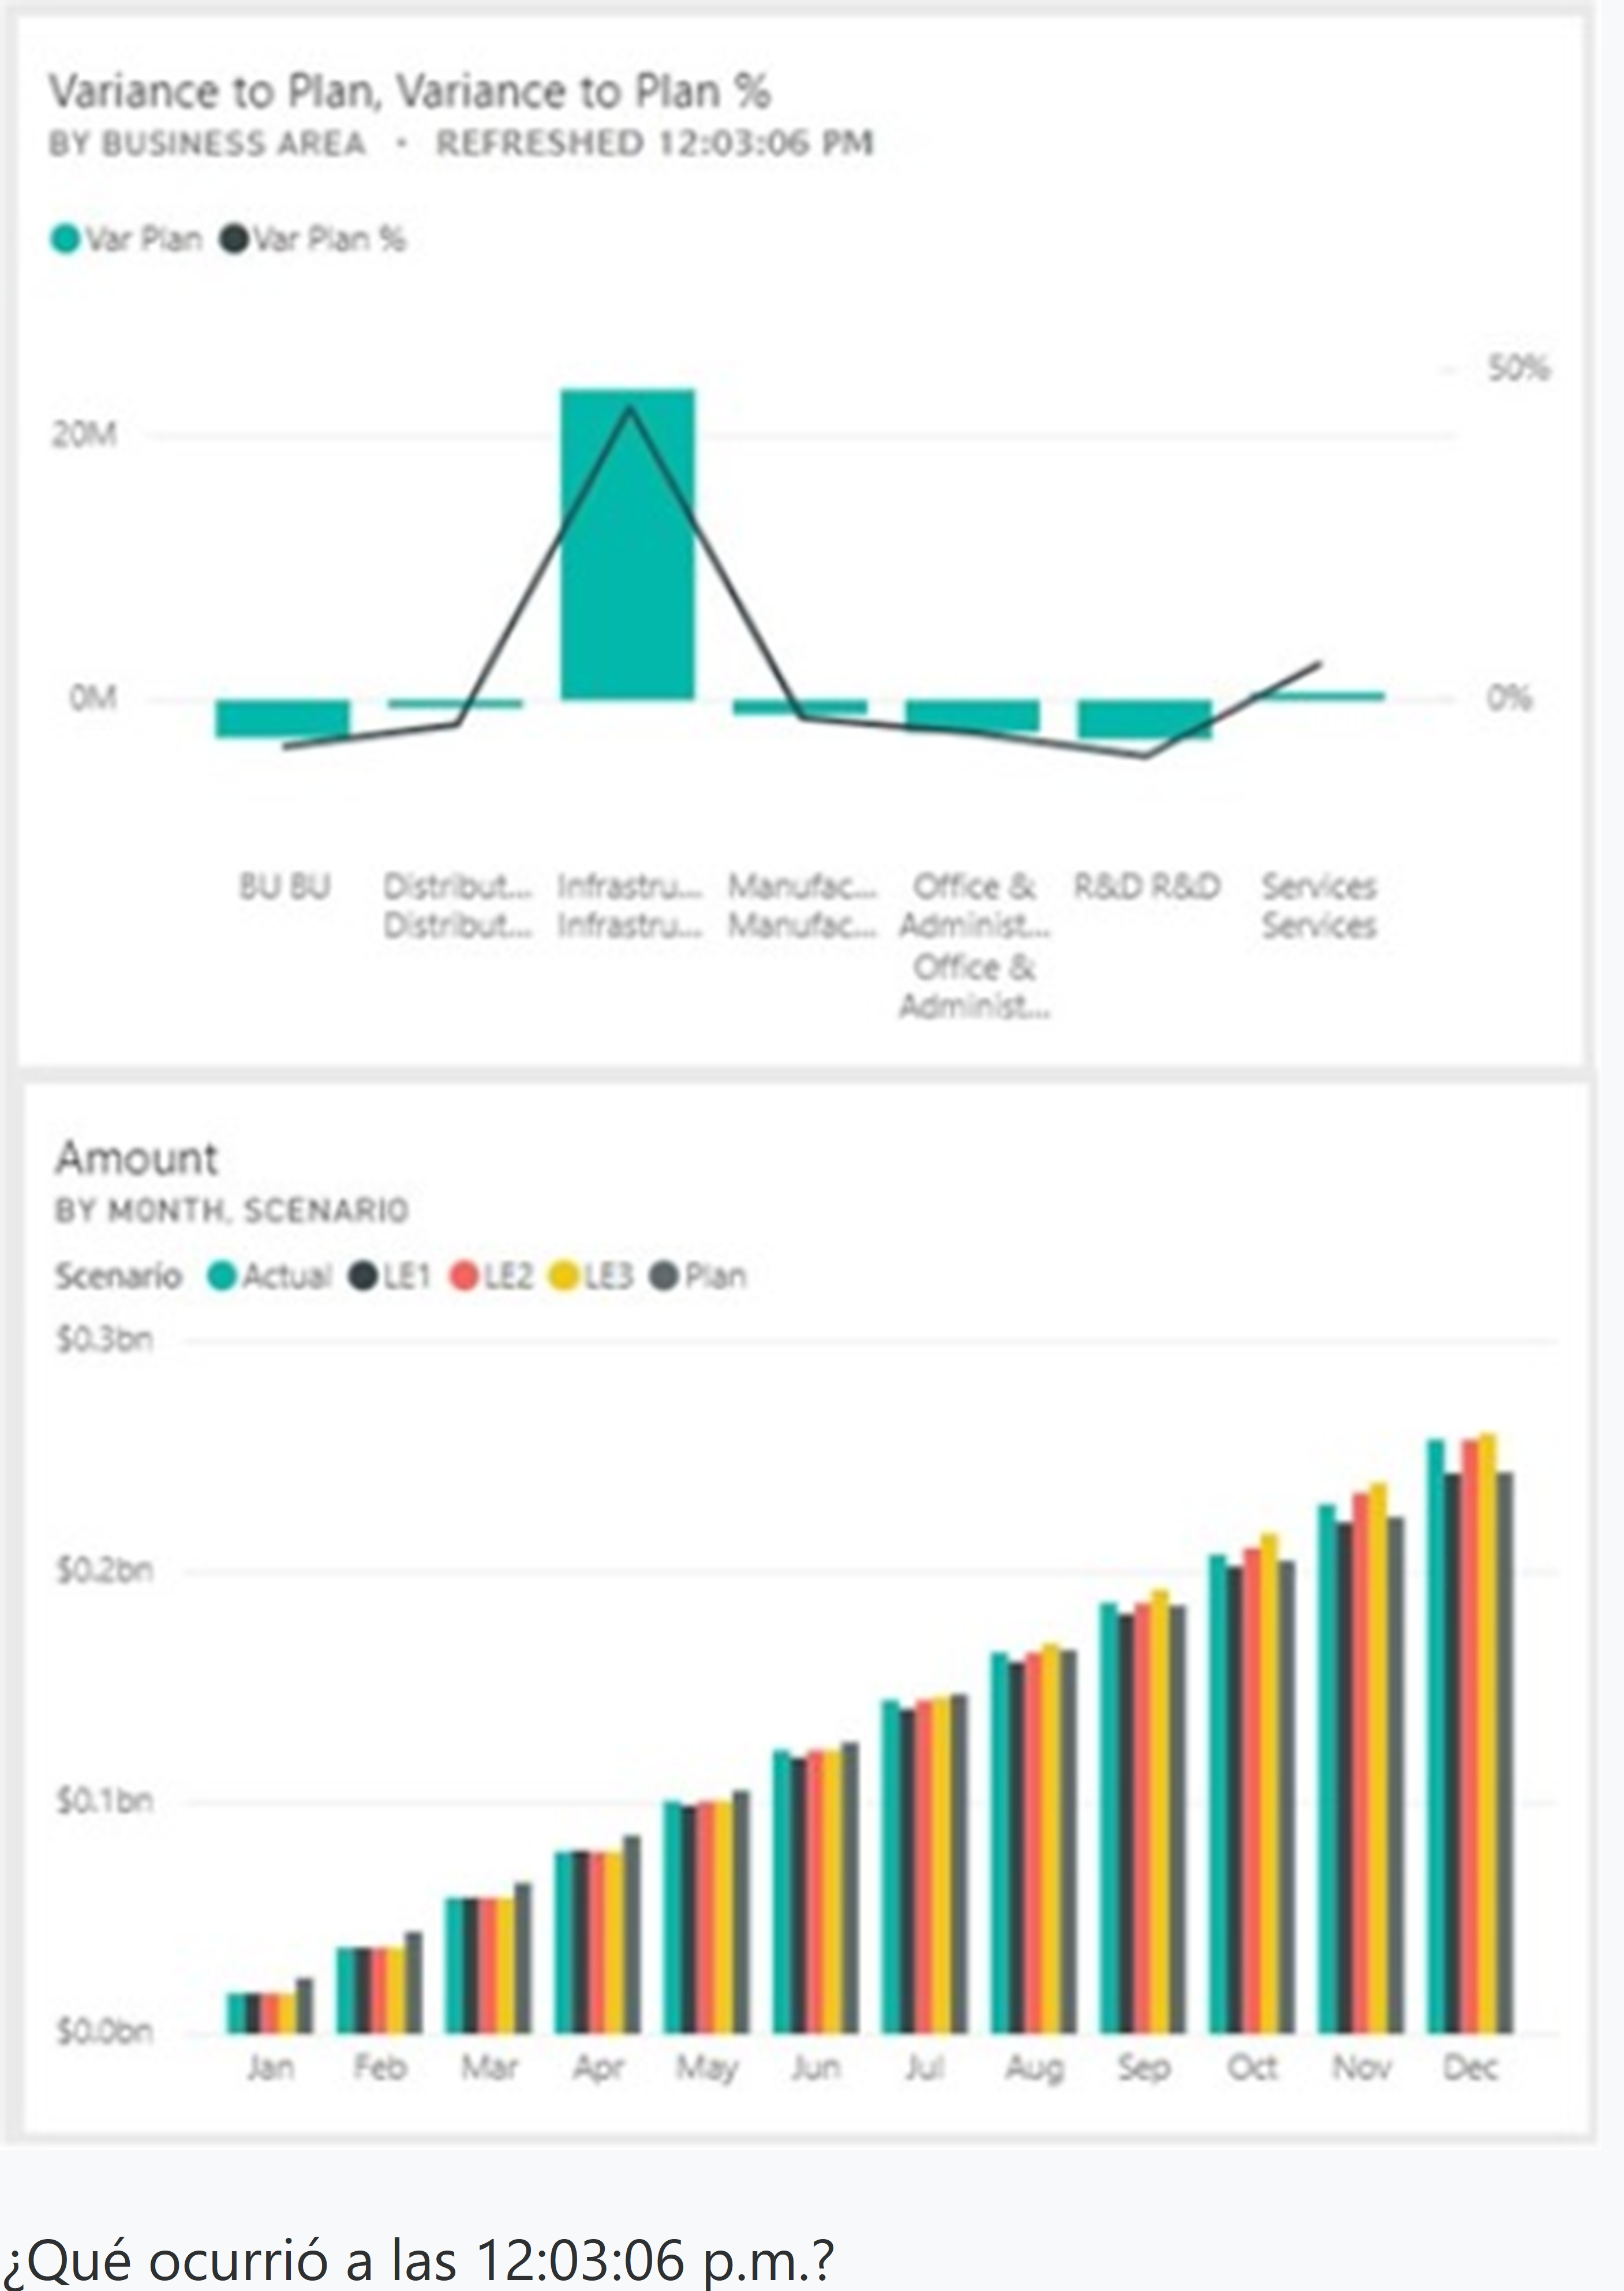 Variance to Plan, Variance to Plan %
BY BUSINESS AREA • REFRESHED 12:03:06 PM
Var Plan Var Plan %
50%
20M
0M 0%
BU BU Distribut... Infrastru... Manufac... Office & R&D R&D Services
Distribut... Infrastru... Manufac... Administ... Services
Office &
Administ...
Amount
BY MONTH, SCENARIO
Scenario Actual LE1 LE2 LE3 Plan
$0.3bn
$0.2bn
$0.1bn
$0.0bn
Jan Feb Mar Apr May Jun Jul Aug Sep Oct Nov Dec
¿Qué ocurrió a las 12:03:06 p.m.?